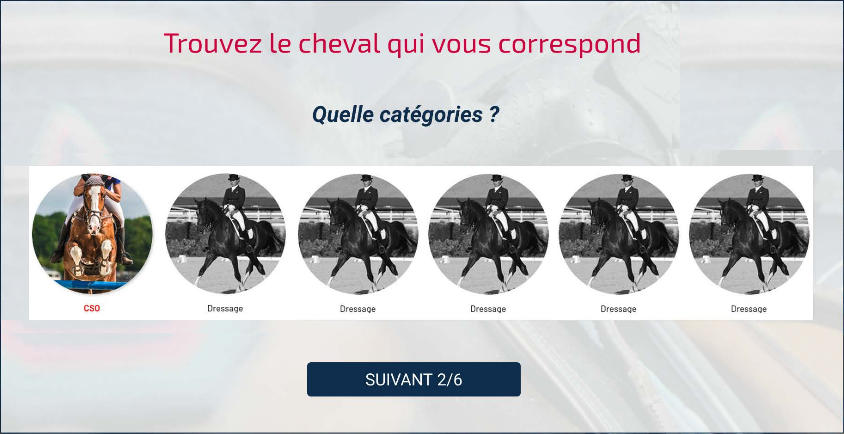 Trouvez le cheval qui vous correspond
Quelle catégories ?
CSO
Dressage
Dressage
Dressage
Dressage
Dressage
SUIVANT 2/6